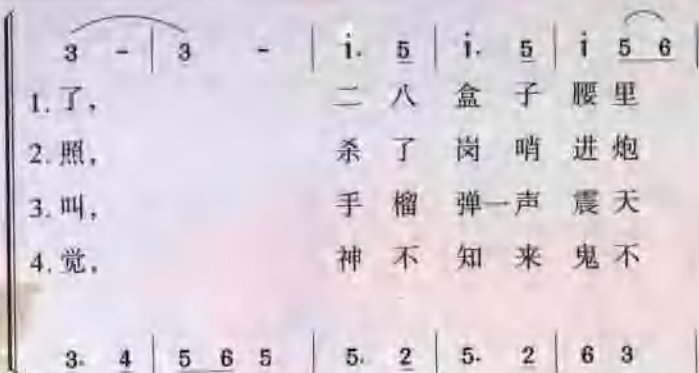 3 - | 3 - | i. 5 | i. 5 | i 5 6 |
1. 了, 二 八 盒 子 腰 里
2. 照, 杀 了 岗 哨 进 炮
3. 叫, 手 榴 弹 一 声 震 天
4. 觉, 神 不 知 来 鬼 不
3. 4 | 5 6 5 | 5. 2 | 5. 2 | 6 3 |